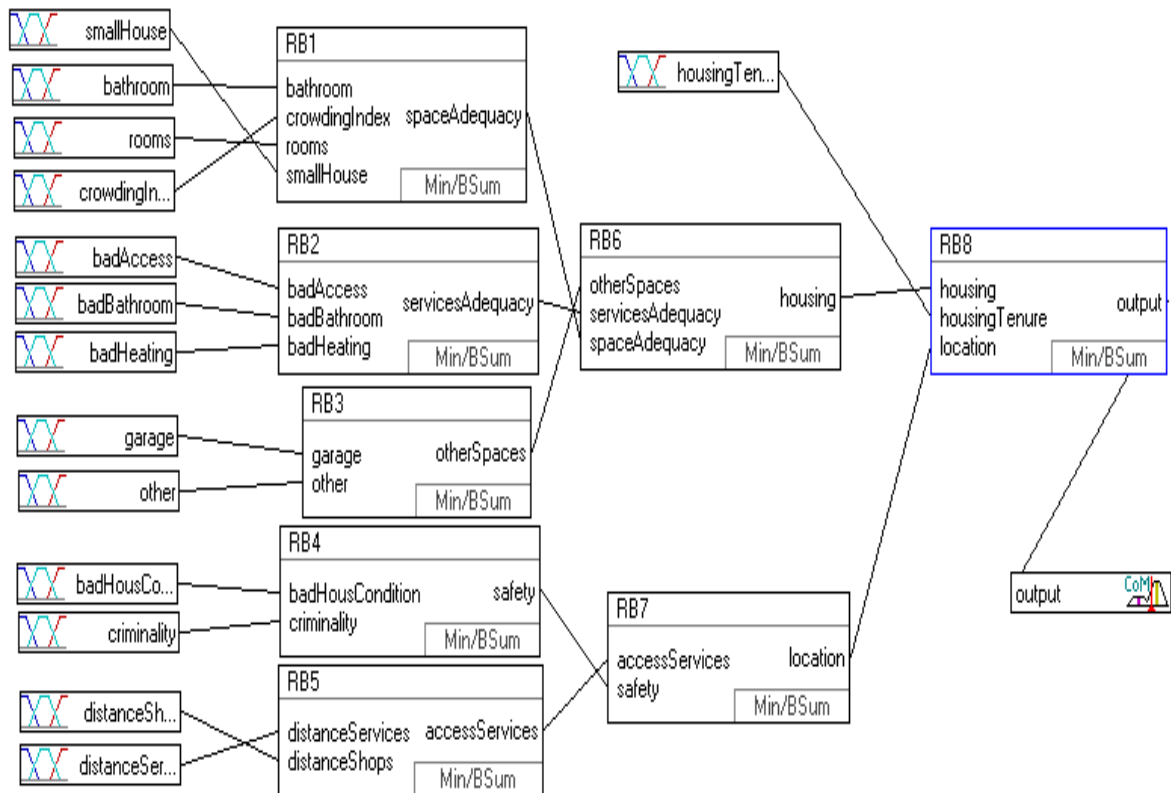 smallHouse
bathroom
rooms
crowdingIn...
RB1
bathroom
crowdingIndex
rooms
smallHouse
spaceAdequacy
Min/BSum
badAccess
badBathroom
badHeating
RB2
badAccess
badBathroom
badHeating
servicesAdequacy
Min/BSum
garage
other
RB3
garage
other
otherSpaces
Min/BSum
badHousCo...
criminality
RB4
badHousCondition
criminality
safety
Min/BSum
distanceSh...
distanceSer...
RB5
distanceServices
distanceShops
accessServices
Min/BSum
housingTen...
RB6
otherSpaces
servicesAdequacy
spaceAdequacy
housing
Min/BSum
RB7
accessServices
safety
location
Min/BSum
RB8
housing
housingTenure
location
output
Min/BSum
output
CoM